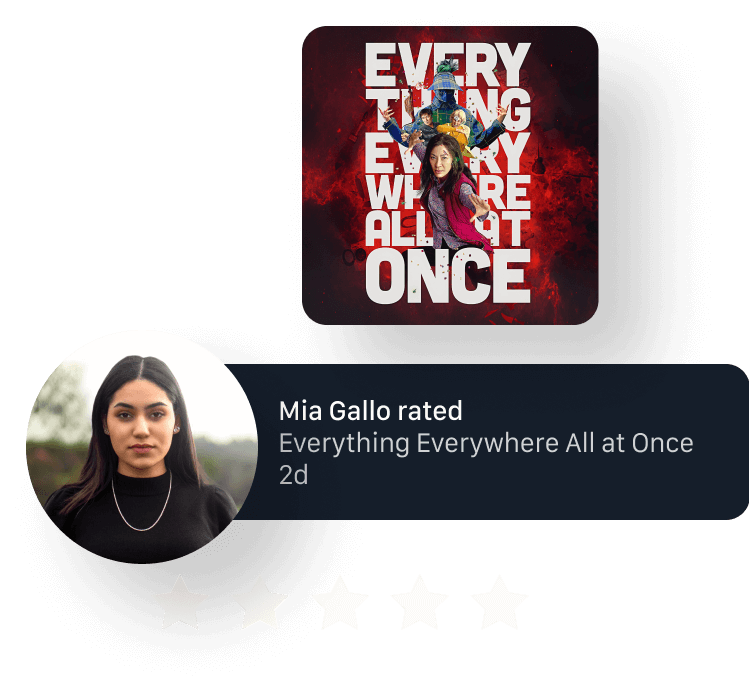 EVERY
THING
EVERY
WHERE
ALL AT
ONCE
Mia Gallo rated
Everything Everywhere All at Once
2d